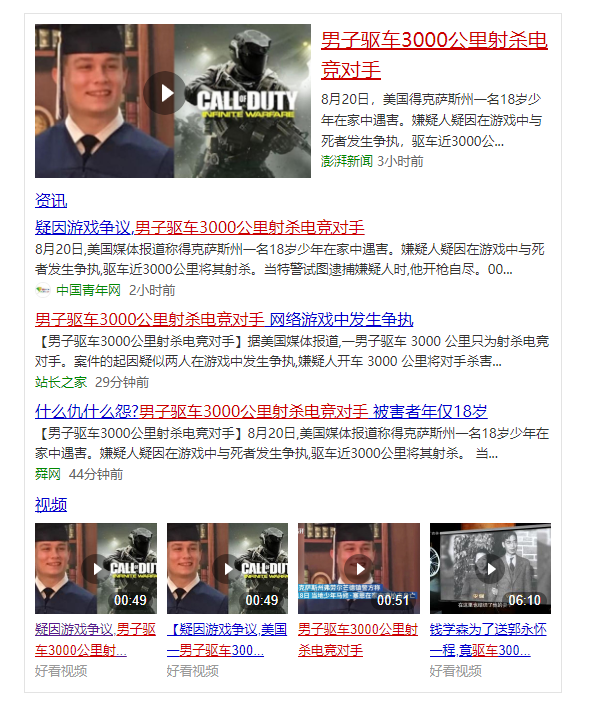 男子驱车3000公里射杀电
竞对手
8月20日，美国得克萨斯州一名18岁少
年在家中遇害。嫌疑人疑因在游戏中与
死者发生争执，驱车近3000公...
澎湃新闻 3小时前
CALL OF DUTY
INFINITE WARFARE
资讯
疑因游戏争议,男子驱车3000公里射杀电竞对手
8月20日,美国媒体报道称得克萨斯州一名18岁少年在家中遇害。嫌疑人疑因在游戏中与死
者发生争执,驱车近3000公里将其射杀。当特警试图逮捕嫌疑人时,他开枪自尽。00...
中国青年网 2小时前
男子驱车3000公里射杀电竞对手 网络游戏中发生争执
【男子驱车3000公里射杀电竞对手】据美国媒体报道,一男子驱车 3000 公里只为射杀电竞
对手。案件的起因疑似两人在游戏中发生争执,嫌疑人开车 3000 公里将对手杀害...
站长之家 29分钟前
什么仇什么怨?男子驱车3000公里射杀电竞对手 被害者年仅18岁
【男子驱车3000公里射杀电竞对手】8月20日,美国媒体报道称得克萨斯州一名18岁少年在
家中遇害。嫌疑人疑因在游戏中与死者发生争执,驱车近3000公里将其射杀。 当...
舜网 44分钟前
视频
00:49
00:49
00:51
06:10
疑因游戏争议,男子驱
车3000公里射...
好看视频
【疑因游戏争议,美国
一男子驱车300...
好看视频
男子驱车3000公里射
杀电竞对手
钱学森为了送郭永怀
一程,竟驱车300...
好看视频